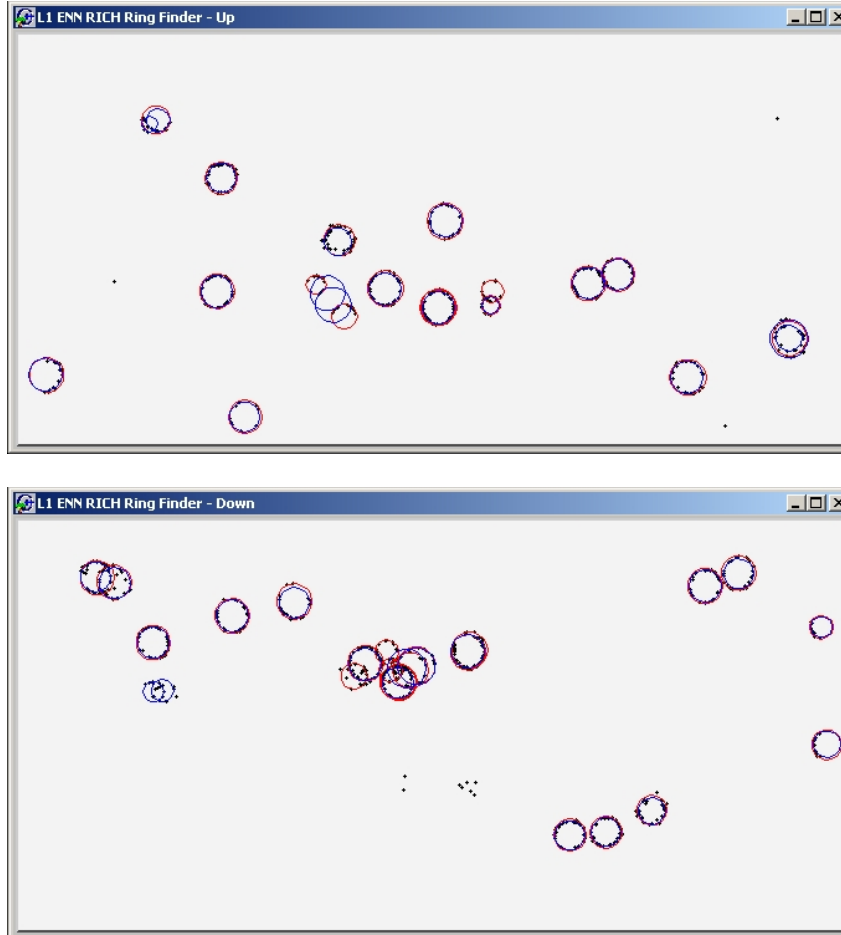 L1 ENN RICH Ring Finder - Up
L1 ENN RICH Ring Finder - Down